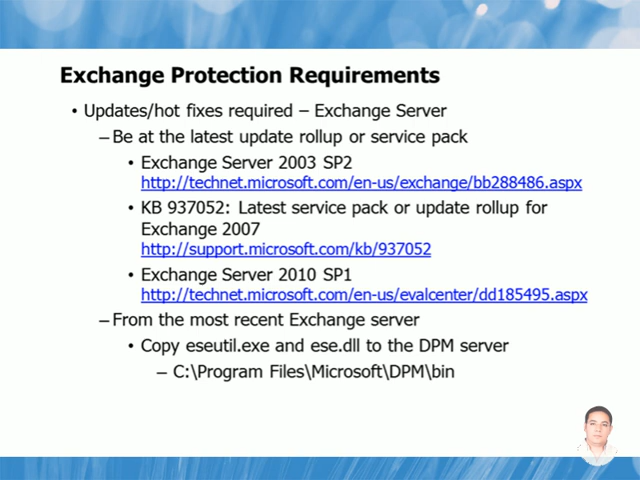 Exchange Protection Requirements
• Updates/hot fixes required – Exchange Server
– Be at the latest update rollup or service pack
• Exchange Server 2003 SP2
http://technet.microsoft.com/en-us/exchange/bb288486.aspx
• KB 937052: Latest service pack or update rollup for
Exchange 2007
http://support.microsoft.com/kb/937052
• Exchange Server 2010 SP1
http://technet.microsoft.com/en-us/evalcenter/dd185495.aspx
– From the most recent Exchange server
• Copy eseutil.exe and ese.dll to the DPM server
– C:\Program Files\Microsoft\DPM\bin